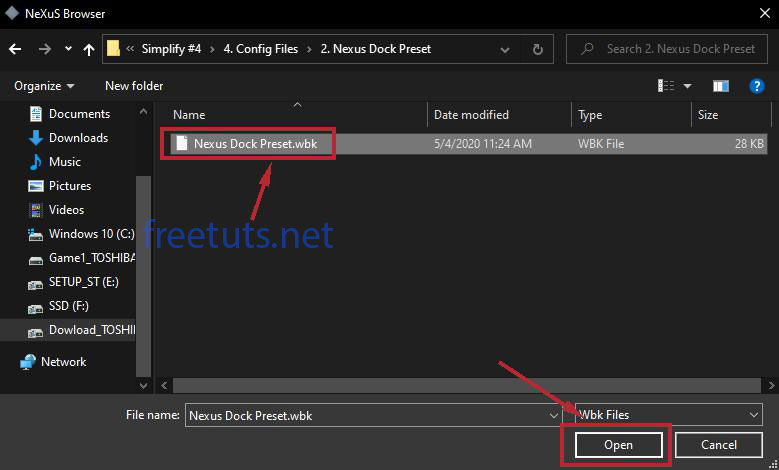 NeXuS Browser
« Simplify #4 > 4. Config Files > 2. Nexus Dock Preset
Search 2. Nexus Dock Preset
Organize New folder
Name Date modified Type Size
Documents
Nexus Dock Preset.wbk 5/4/2020 11:24 AM WBK File 28 KB
Downloads
Music
Pictures
Videos
Windows 10 (C:)
freetuts.net
Game1_TOSHIBA
SETUP_ST (E:)
SSD (F:)
Dowload_TOSHIB
Network
File name: Nexus Dock Preset.wbk Wbk Files
Open Cancel